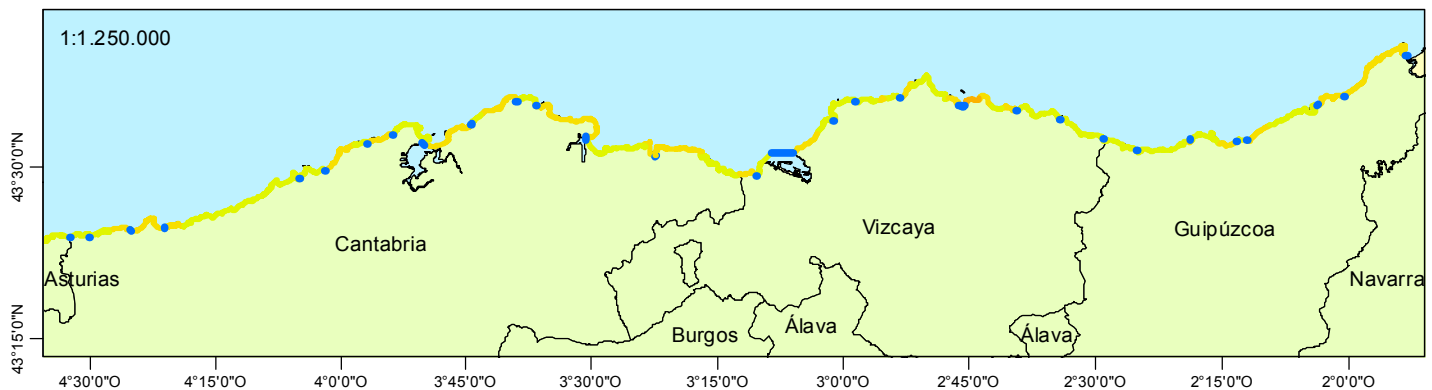 1:1.250.000
43°30'0"N
43°15'0"N
Cantabria
Vizcaya
Guipúzcoa
Asturias
Navarra
Burgos
Álava
Álava
4°30'0"O
4°15'0"O
4°0'0"O
3°45'0"O
3°30'0"O
3°15'0"O
3°0'0"O
2°45'0"O
2°30'0"O
2°15'0"O
2°0'0"O